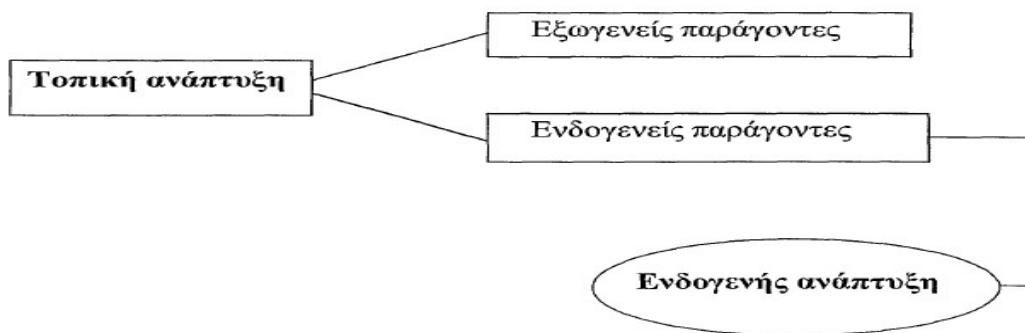 Εξωγενείς παράγοντες
Τοπική ανάπτυξη
Ενδογενείς παράγοντες
Ενδογενής ανάπτυξη